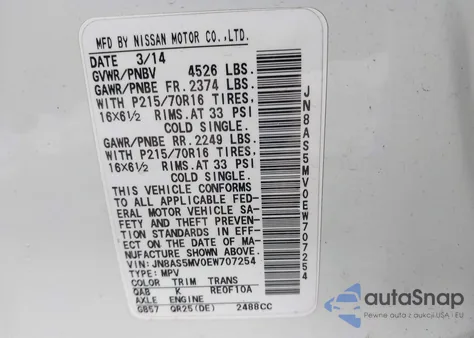 MFD BY NISSAN MOTOR CO.,LTD.
DATE 3/14
GVWR/PNBV 4526 LBS.
GAWR/PNBE FR. 2374 LBS.
WITH P215/70R16 TIRES,
16X6½ RIMS. AT 33 PSI
COLD SINGLE.
GAWR/PNBE RR. 2249 LBS.
WITH P215/70R16 TIRES,
16X6½ RIMS. AT 33 PSI
COLD SINGLE.
THIS VEHICLE CONFORMS
TO ALL APPLICABLE FED-
ERAL MOTOR VEHICLE SA-
FETY AND THEFT PREVEN-
TION STANDARDS IN EFF-
ECT ON THE DATE OF MA-
NUFACTURE SHOWN ABOVE.
VIN: JN8AS5MV0EW707254
TYPE: MPV
COLOR TRIM TRANS
QAB K RE0F10A
AXLE ENGINE
GB57 QR25(DE) 2488CC
JN8AS5MV0EW707254
autoSnap
Used Vehicles Auction USA & EU